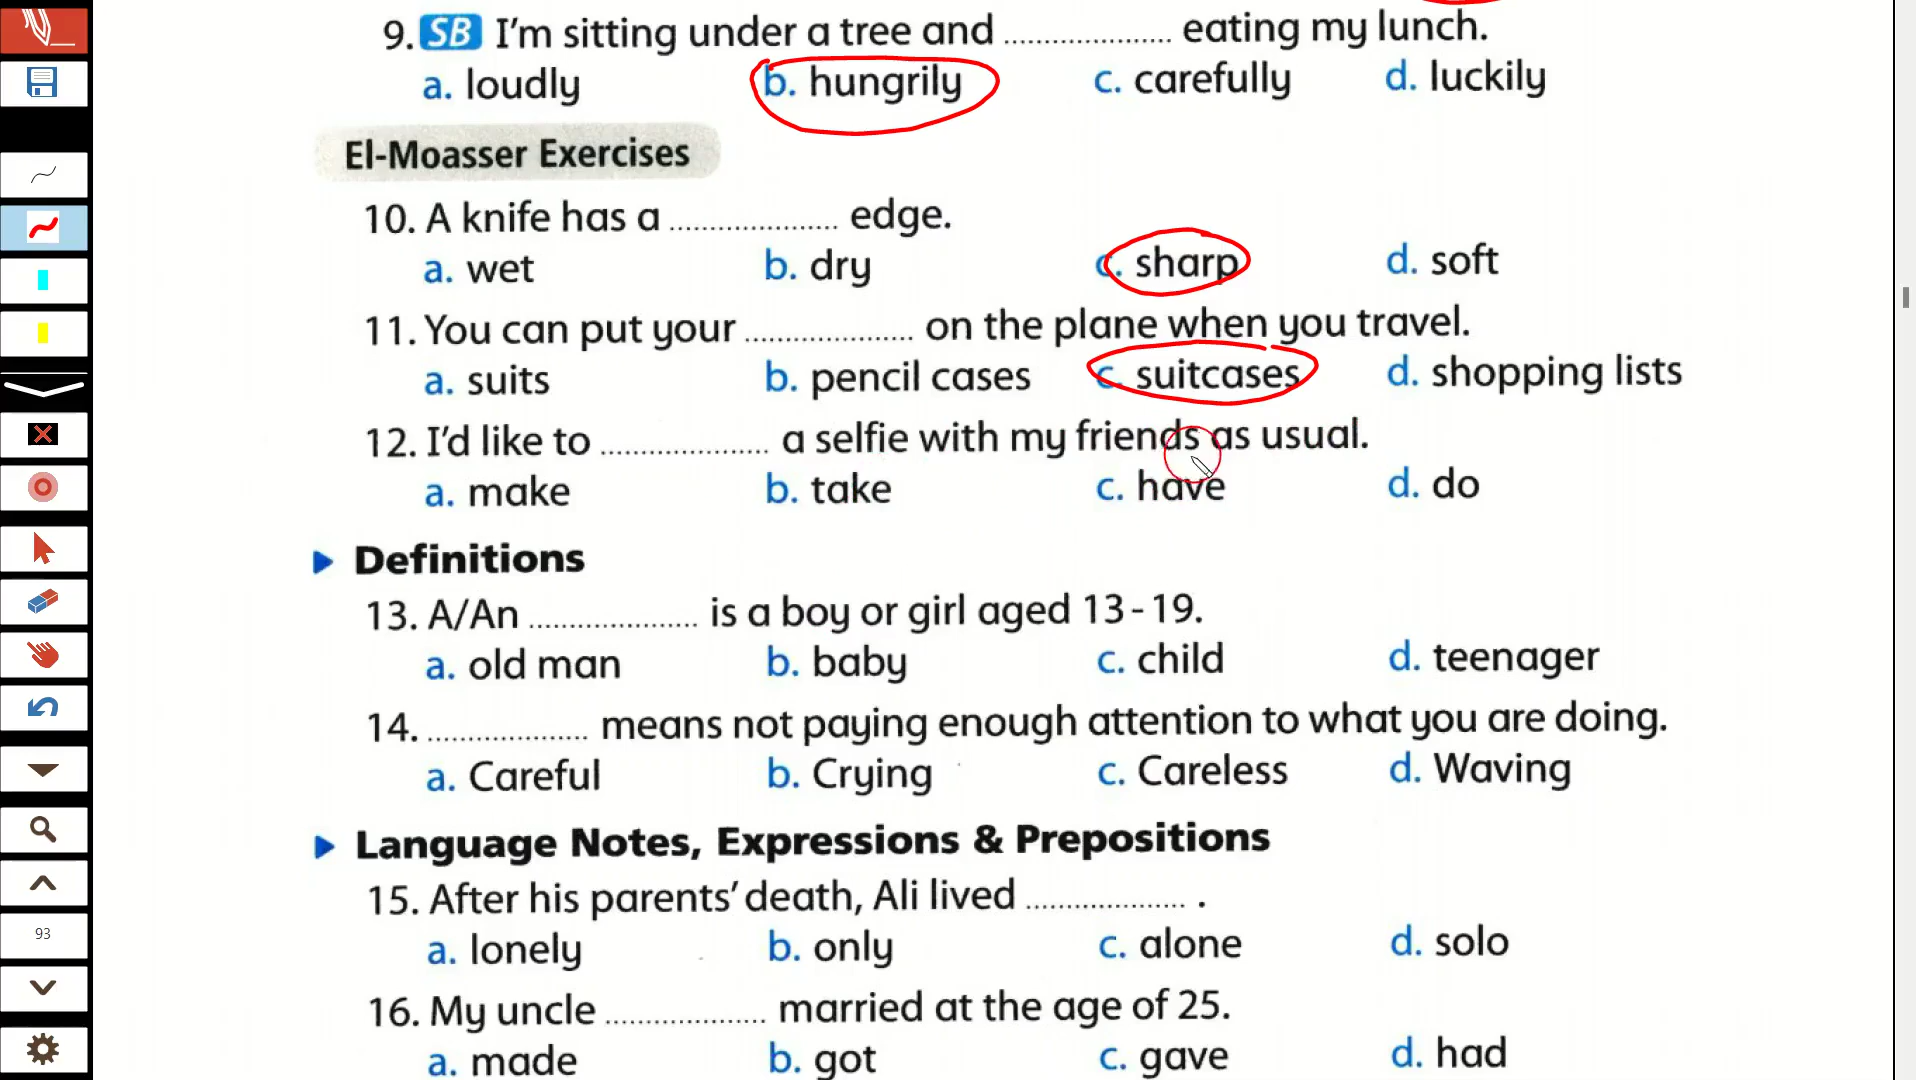 9. SB I'm sitting under a tree and .................... eating my lunch.
a. loudly b. hungrily c. carefully d. luckily
El-Moasser Exercises
10. A knife has a .................... edge.
a. wet b. dry c. sharp d. soft
11. You can put your .................... on the plane when you travel.
a. suits b. pencil cases c. suitcases d. shopping lists
12. I'd like to .................... a selfie with my friends as usual.
a. make b. take c. have d. do
Definitions
13. A/An .................... is a boy or girl aged 13-19.
a. old man b. baby c. child d. teenager
14. .................... means not paying enough attention to what you are doing.
a. Careful b. Crying c. Careless d. Waving
Language Notes, Expressions & Prepositions
15. After his parents' death, Ali lived .................... .
a. lonely b. only c. alone d. solo
93
16. My uncle .................... married at the age of 25.
a. made b. got c. gave d. had